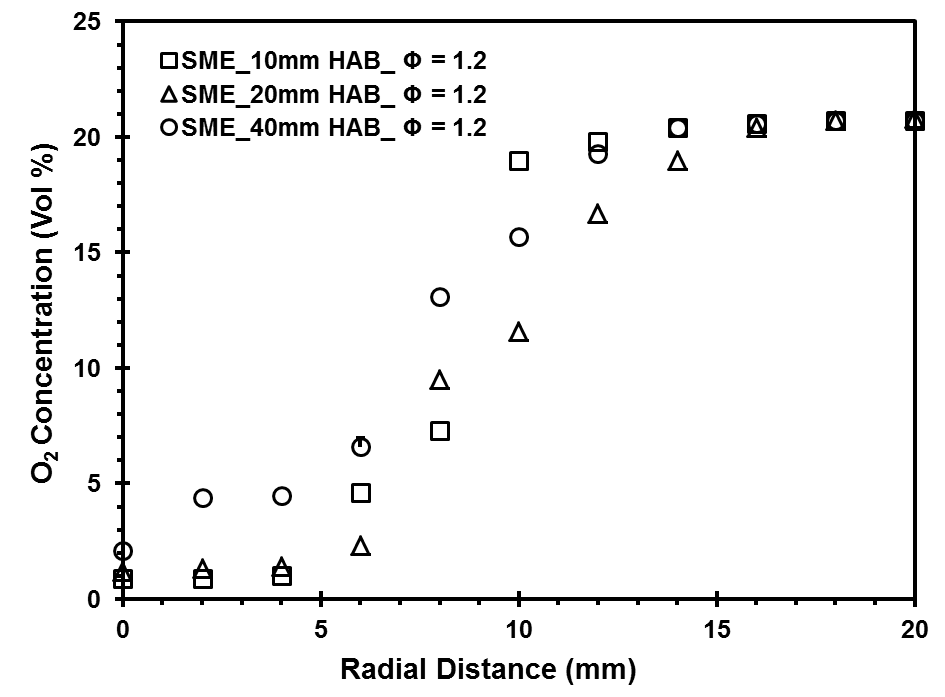 25
SME_10mm HAB_ Φ = 1.2
SME_20mm HAB_ Φ = 1.2
SME_40mm HAB_ Φ = 1.2
20
15
10
5
0
O₂ Concentration (Vol %)
0 5 10 15 20
Radial Distance (mm)